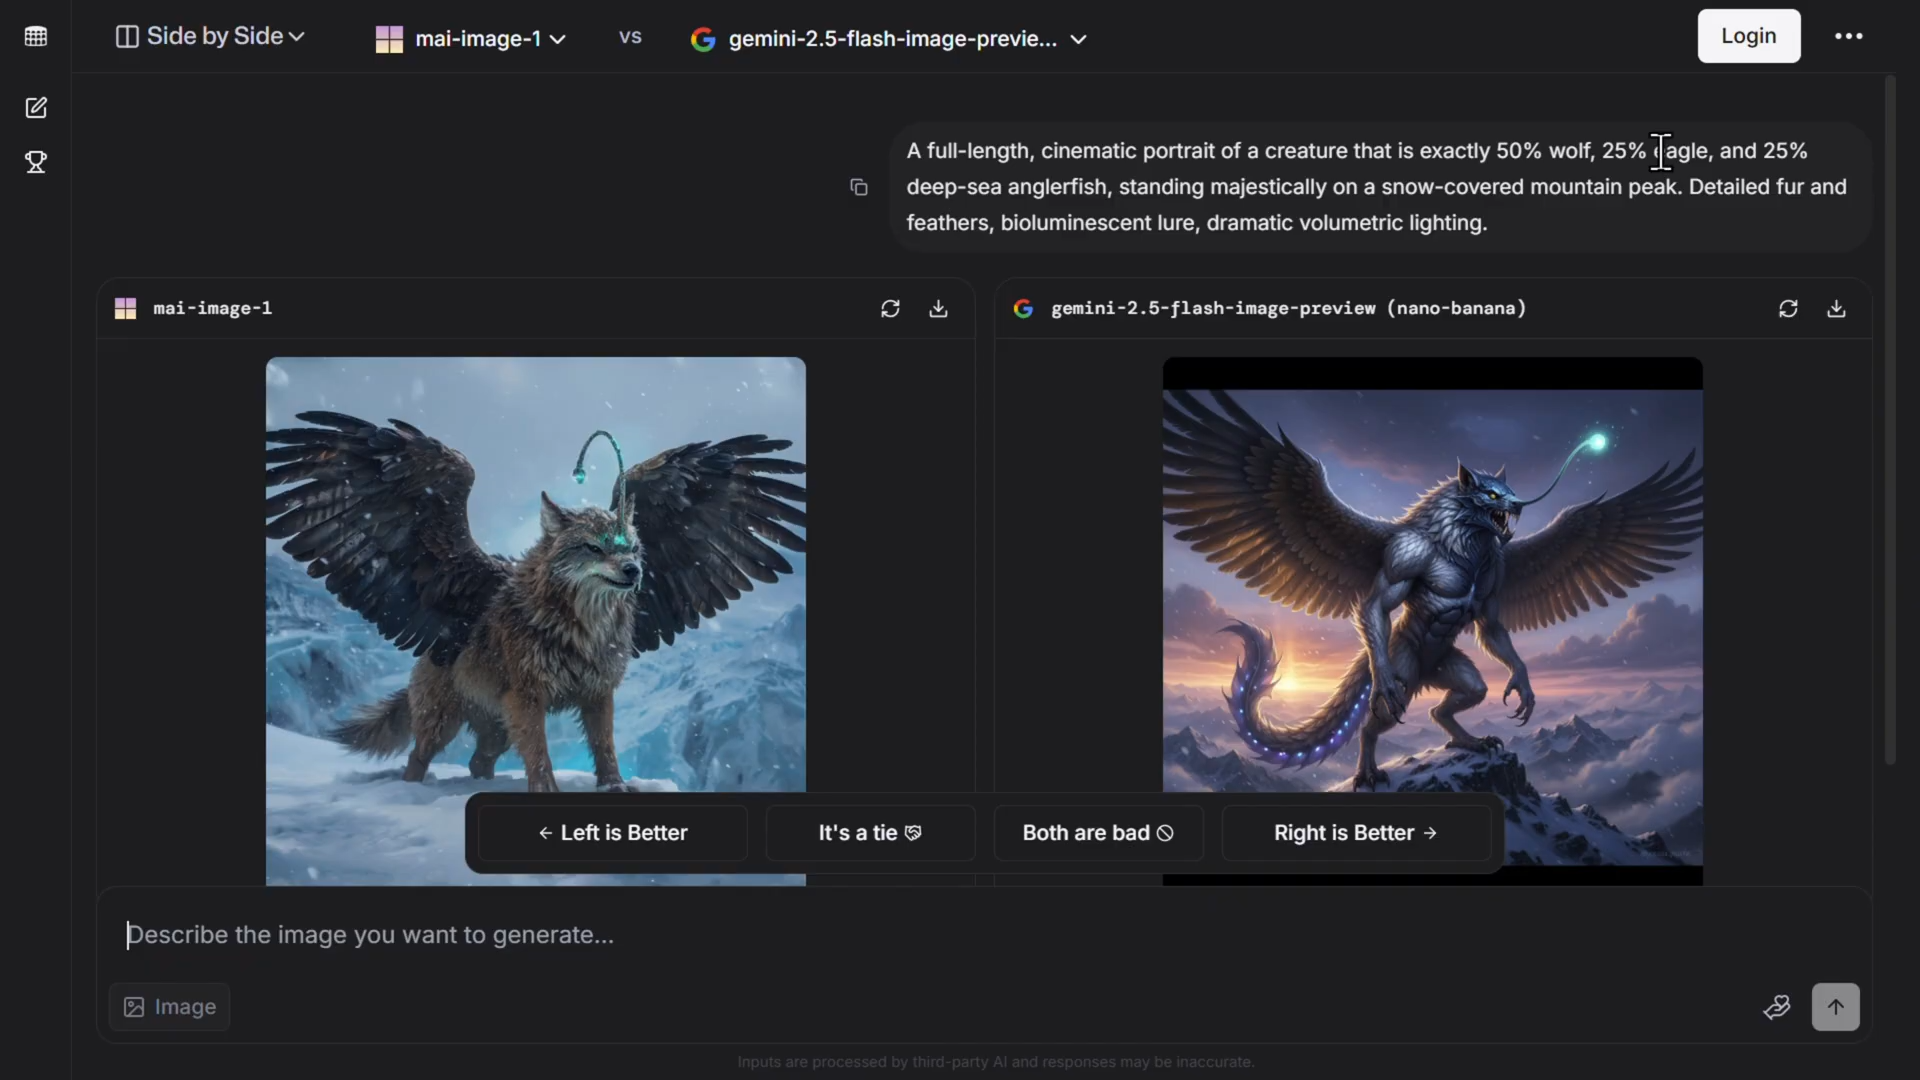 Side by Side
mai-image-1
VS
gemini-2.5-flash-image-previe...
Login
A full-length, cinematic portrait of a creature that is exactly 50% wolf, 25% eagle, and 25%
deep-sea anglerfish, standing majestically on a snow-covered mountain peak. Detailed fur and
feathers, bioluminescent lure, dramatic volumetric lighting.
mai-image-1
gemini-2.5-flash-image-preview (nano-banana)
← Left is Better
It's a tie
Both are bad
Right is Better →
Describe the image you want to generate...
Image
Inputs are processed by third-party AI and responses may be inaccurate.